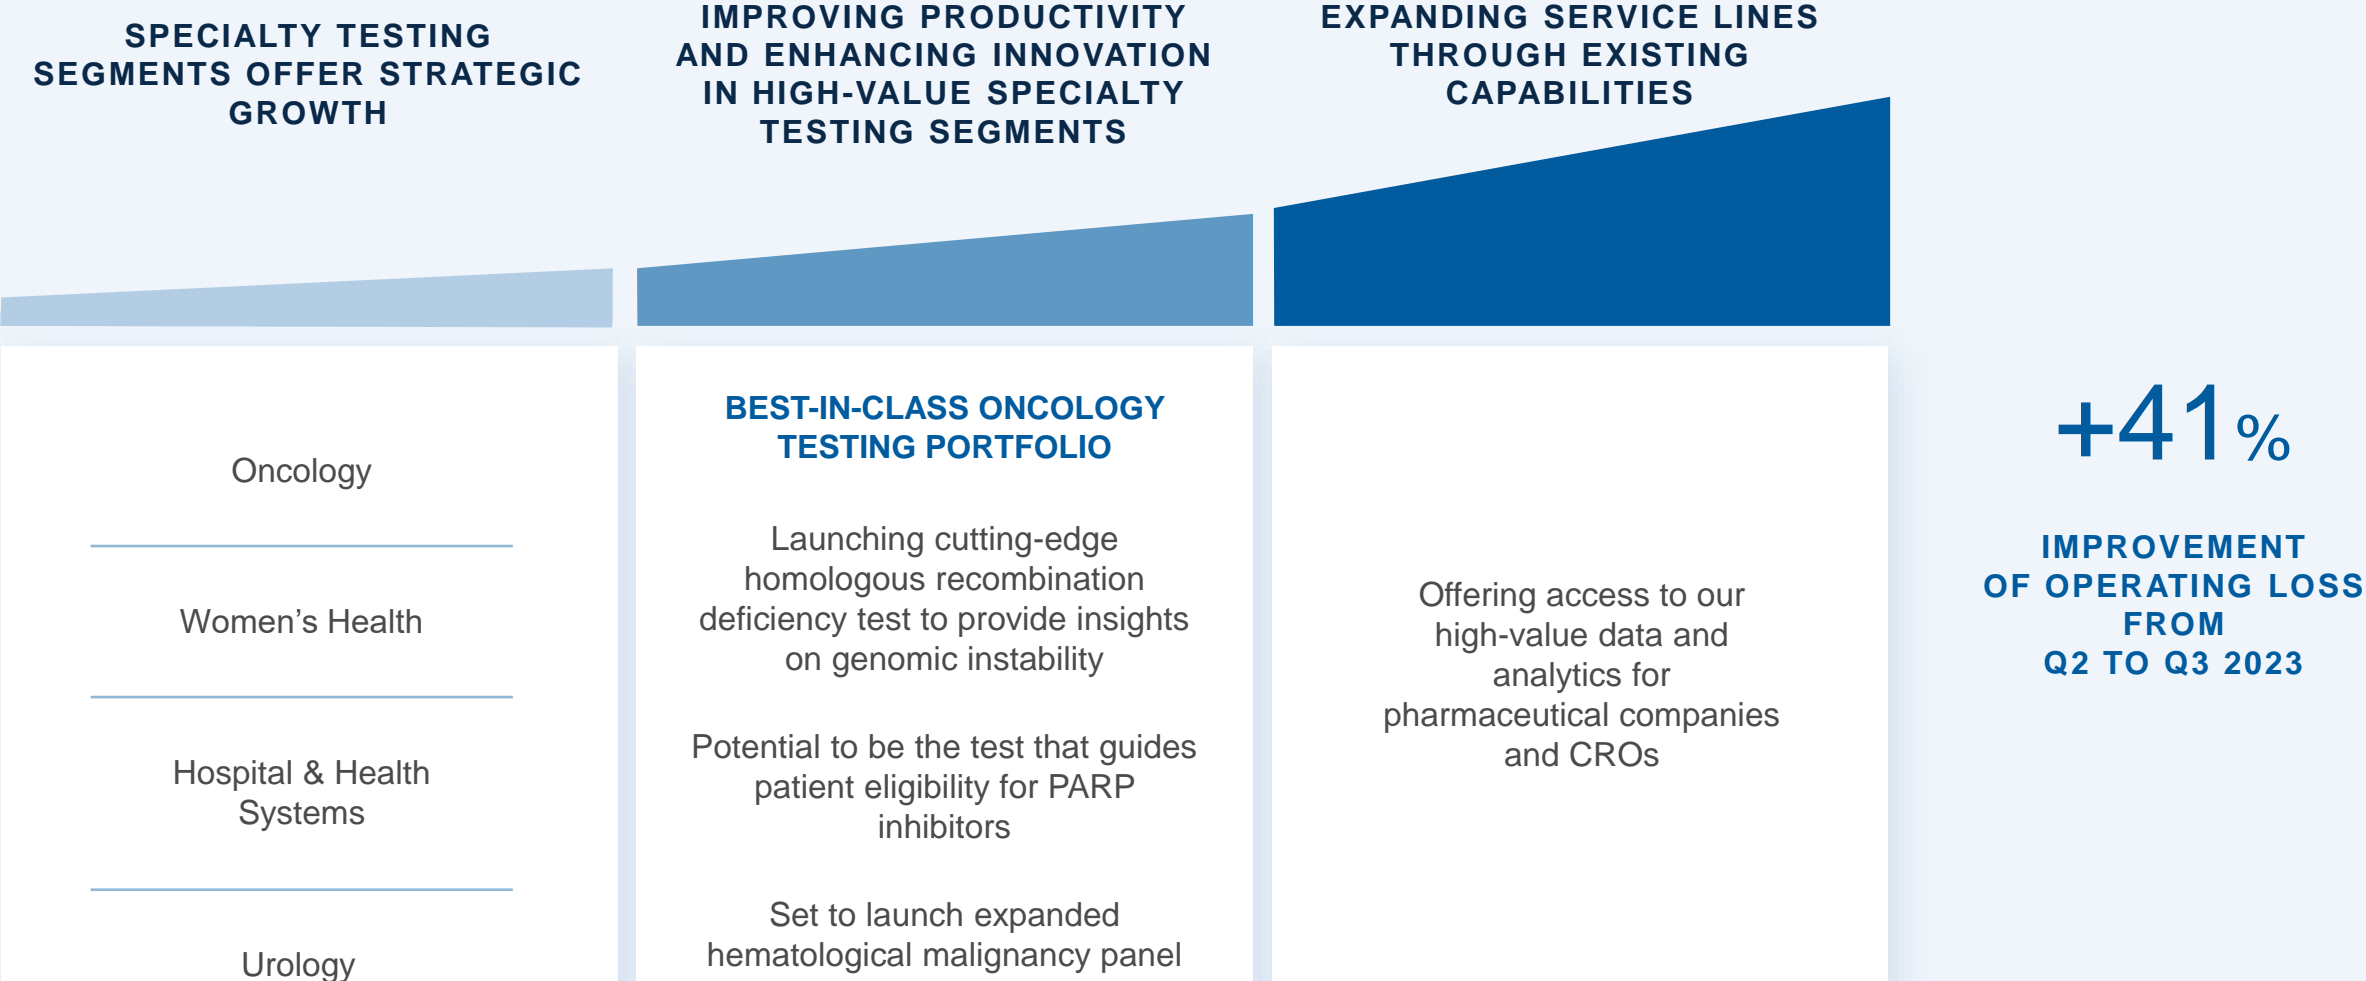 SPECIALTY TESTING
SEGMENTS OFFER STRATEGIC
GROWTH
IMPROVING PRODUCTIVITY
AND ENHANCING INNOVATION
IN HIGH-VALUE SPECIALTY
TESTING SEGMENTS
EXPANDING SERVICE LINES
THROUGH EXISTING
CAPABILITIES
Oncology
Women’s Health
Hospital & Health
Systems
Urology
BEST-IN-CLASS ONCOLOGY
TESTING PORTFOLIO
Launching cutting-edge
homologous recombination
deficiency test to provide insights
on genomic instability
Potential to be the test that guides
patient eligibility for PARP
inhibitors
Set to launch expanded
hematological malignancy panel
Offering access to our
high-value data and
analytics for
pharmaceutical companies
and CROs
+41%
IMPROVEMENT
OF OPERATING LOSS
FROM
Q2 TO Q3 2023